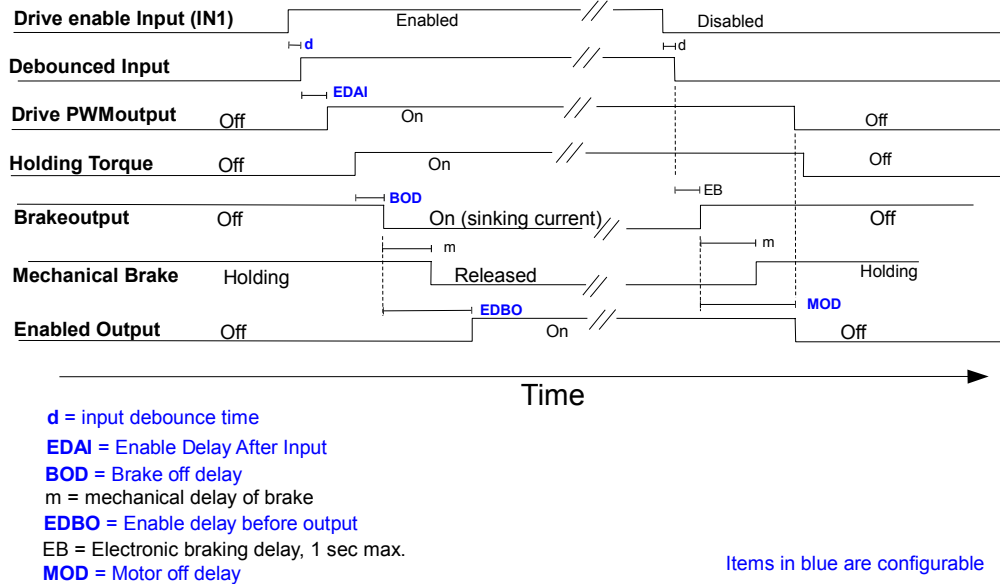 Drive enable Input (IN1) Enabled Disabled
d d
Debounced Input
EDAI
Drive PWMoutput Off On Off
Holding Torque Off On Off
BOD EB
Brakeoutput Off On (sinking current) Off
m m
Mechanical Brake Holding Released Holding
EDBO MOD
Enabled Output Off On Off
Time
d = input debounce time
EDAI = Enable Delay After Input
BOD = Brake off delay
m = mechanical delay of brake
EDBO = Enable delay before output
EB = Electronic braking delay, 1 sec max.
MOD = Motor off delay
Items in blue are configurable